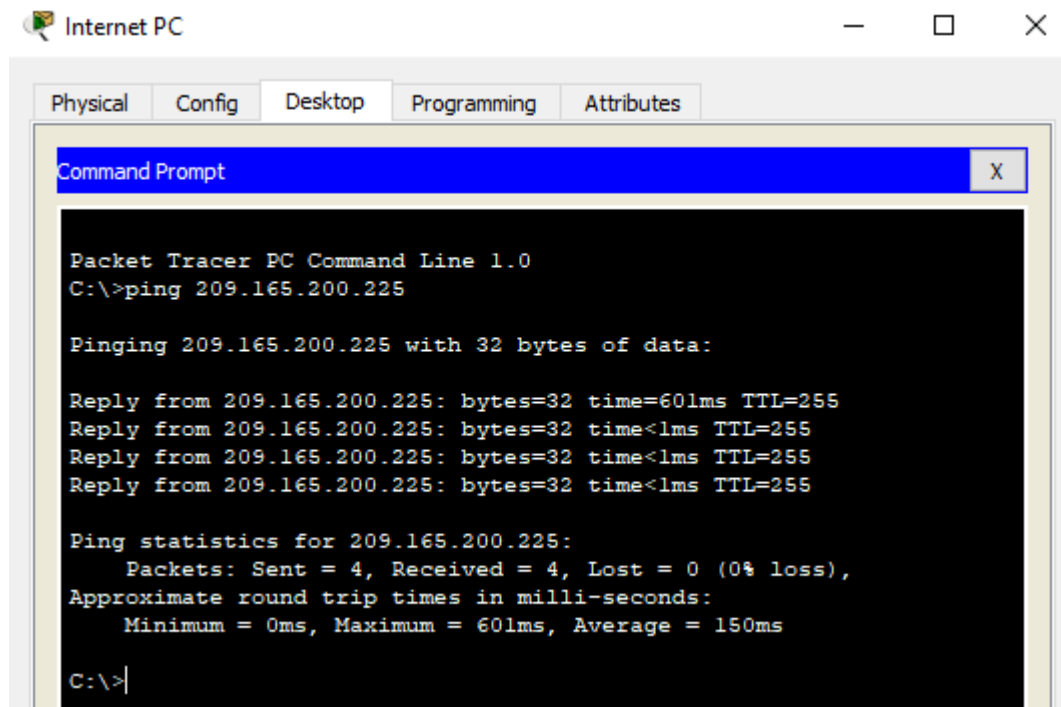 Internet PC
Physical Config Desktop Programming Attributes
Command Prompt X
Packet Tracer PC Command Line 1.0
C:\>ping 209.165.200.225
Pinging 209.165.200.225 with 32 bytes of data:
Reply from 209.165.200.225: bytes=32 time=601ms TTL=255
Reply from 209.165.200.225: bytes=32 time<1ms TTL=255
Reply from 209.165.200.225: bytes=32 time<1ms TTL=255
Reply from 209.165.200.225: bytes=32 time<1ms TTL=255
Ping statistics for 209.165.200.225:
Packets: Sent = 4, Received = 4, Lost = 0 (0% loss),
Approximate round trip times in milli-seconds:
Minimum = 0ms, Maximum = 601ms, Average = 150ms
C:\>